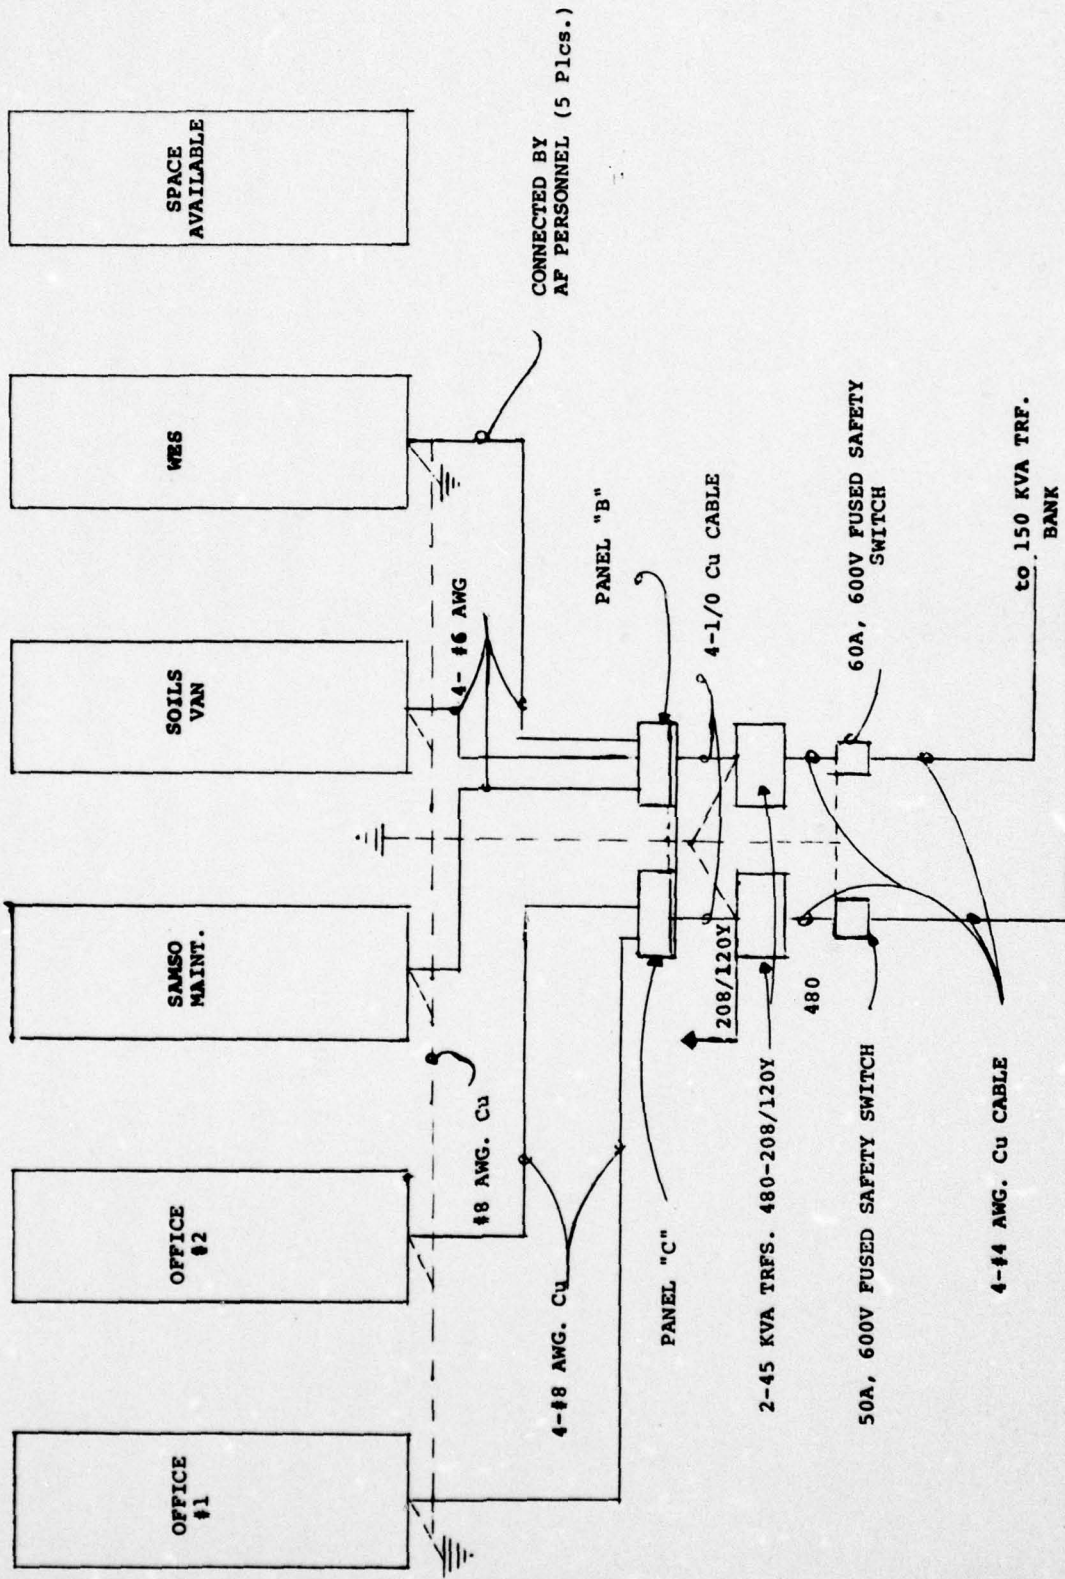 SPACE
AVAILABLE
WES
SOILS
VAN
SAMSO
MAINT.
OFFICE
#2
OFFICE
#1
CONNECTED BY
AF PERSONNEL (5 Plcs.)
4- #6 AWG
#8 AWG. Cu
4-#8 AWG. Cu
PANEL "B"
PANEL "C"
4-1/0 Cu CABLE
208/120Y
480
2-45 KVA TRFS. 480-208/120Y
60A, 600V FUSED SAFETY
SWITCH
50A, 600V FUSED SAFETY SWITCH
4-#4 AWG. Cu CABLE
to 150 KVA TRF.
BANK